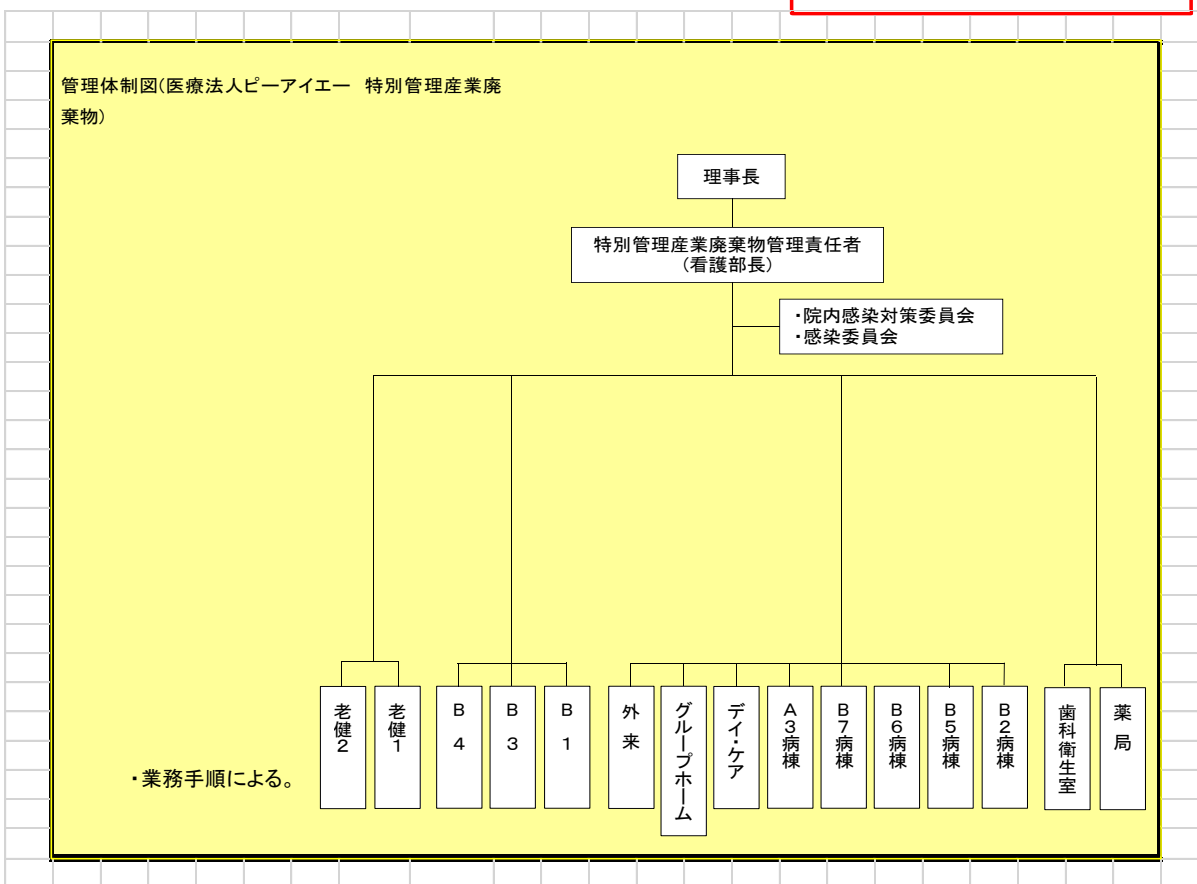 管理体制図(医療法人ピーアイエー　特別管理産業廃
棄物)
理事長
特別管理産業廃棄物管理責任者
(看護部長)
・院内感染対策委員会
・感染委員会
老健2
老健1
B 4
B 3
B 1
外来
グループホーム
デイ・ケア
A3病棟
B7病棟
B6病棟
B5病棟
B2病棟
歯科衛生室
薬局
・業務手順による。